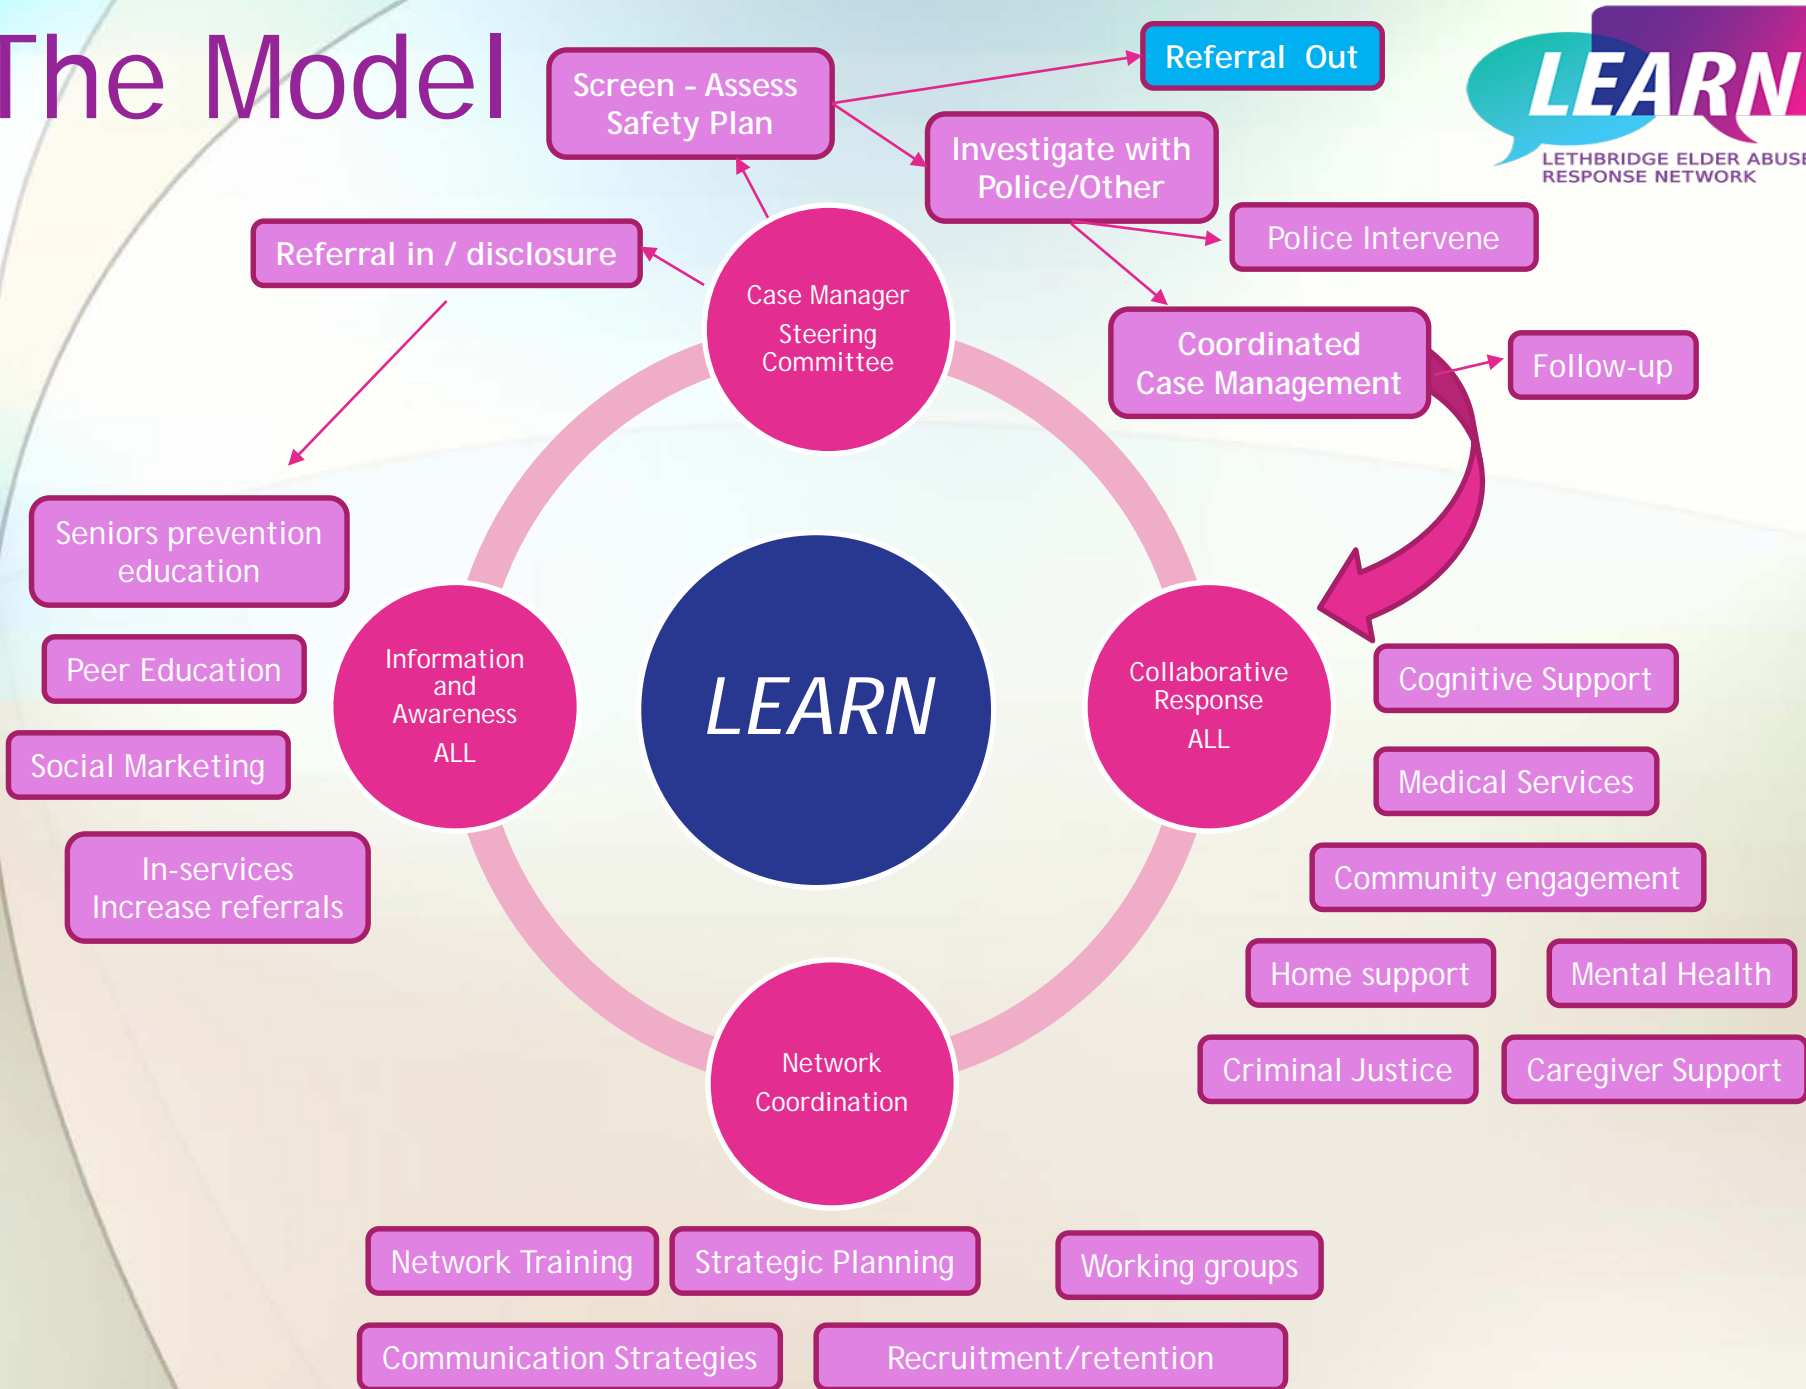 The Model
Screen - Assess
Safety Plan
Referral Out
LEARN
LETHBRIDGE ELDER ABUSE
RESPONSE NETWORK
Investigate with
Police/Other
Referral in / disclosure
Police Intervene
Case Manager
Steering
Committee
Coordinated
Case Management
Follow-up
Seniors prevention
education
Peer Education
Social Marketing
In-services
Increase referrals
Information
and
Awareness
ALL
LEARN
Collaborative
Response
ALL
Cognitive Support
Medical Services
Community engagement
Home support
Mental Health
Criminal Justice
Caregiver Support
Network
Coordination
Network Training
Strategic Planning
Working groups
Communication Strategies
Recruitment/retention